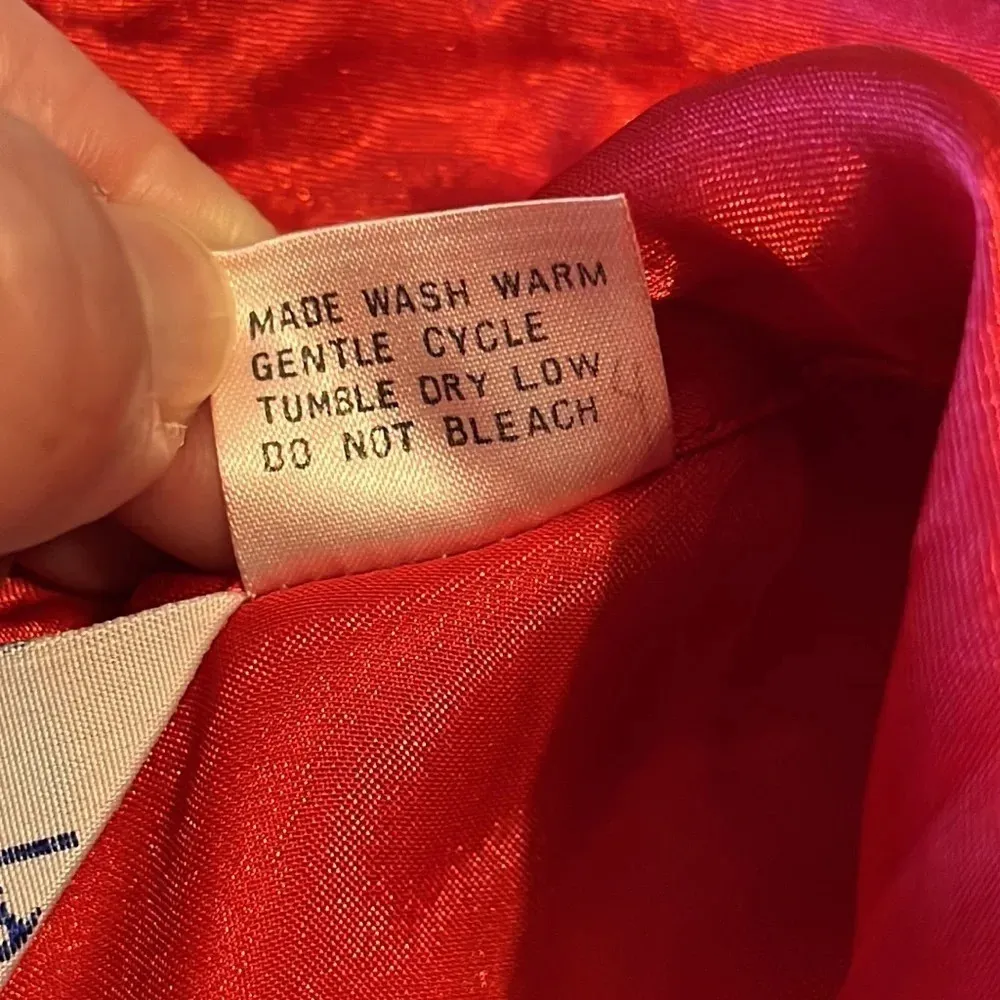 MADE WASH WARM
GENTLE CYCLE
TUMBLE DRY LOW
DO NOT BLEACH